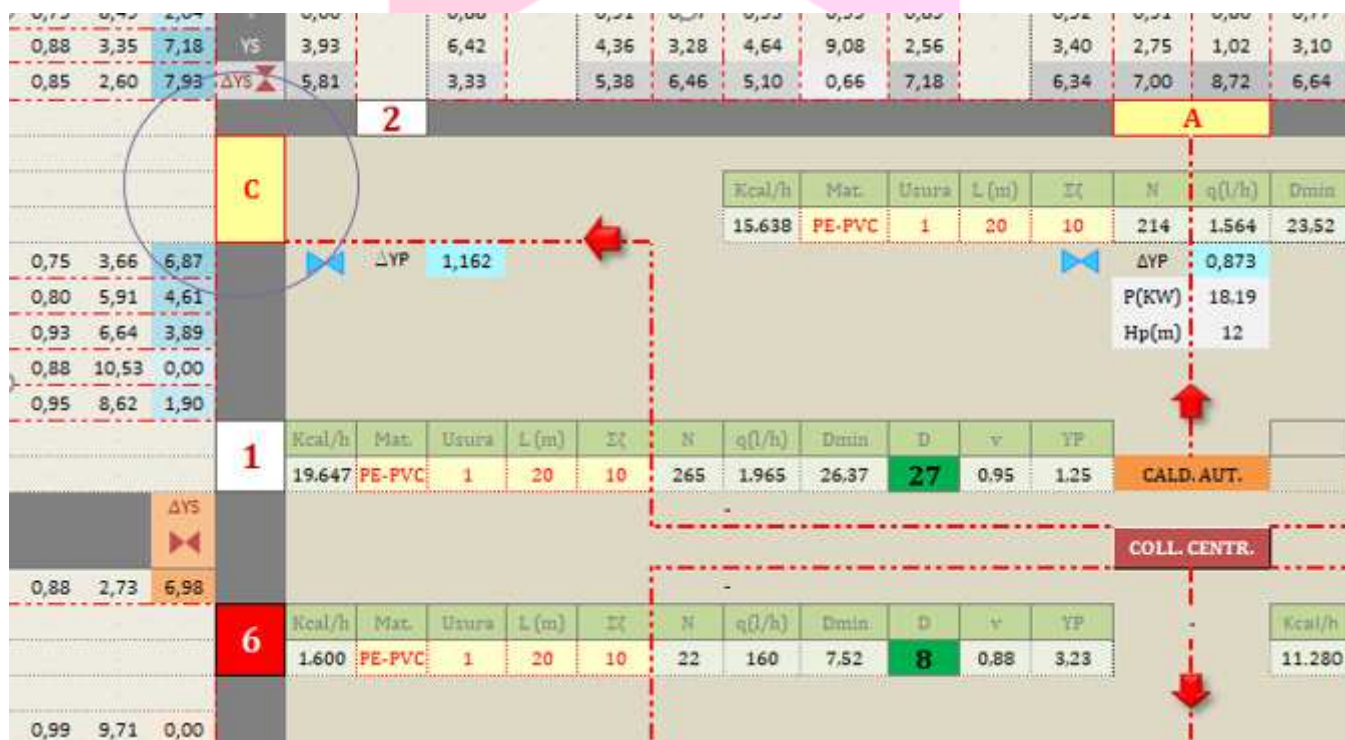 0,88 3,35 7,18 YS 3,93 6,42 4,36 3,28 4,64 9,08 2,56 3,40 2,75 1,02 3,10
0,85 2,60 7,93 ΔYS 5,81 3,33 5,38 6,46 5,10 0,66 7,18 6,34 7,00 8,72 6,64
2 A
C
Kcal/h Mat. Usura L (m) Σζ N q(l/h) Dmin
15.638 PE-PVC 1 20 10 214 1.564 23,52
0,75 3,66 6,87 ΔYP 1,162 ΔYP 0,873
0,80 5,91 4,61 P(KW) 18,19
0,93 6,64 3,89 Hp(m) 12
0,88 10,53 0,00
0,95 8,62 1,90
1
Kcal/h Mat. Usura L (m) Σζ N q(l/h) Dmin D v YP
19.647 PE-PVC 1 20 10 265 1.965 26,37 27 0,95 1,25 CALD. AUT.
ΔYS -
COLL. CENTR.
0,88 2,73 6,98 -
6
Kcal/h Mat. Usura L (m) Σζ N q(l/h) Dmin D v YP - Kcal/h
1.600 PE-PVC 1 20 10 22 160 7,52 8 0,88 3,23 11.280
0,99 9,71 0,00